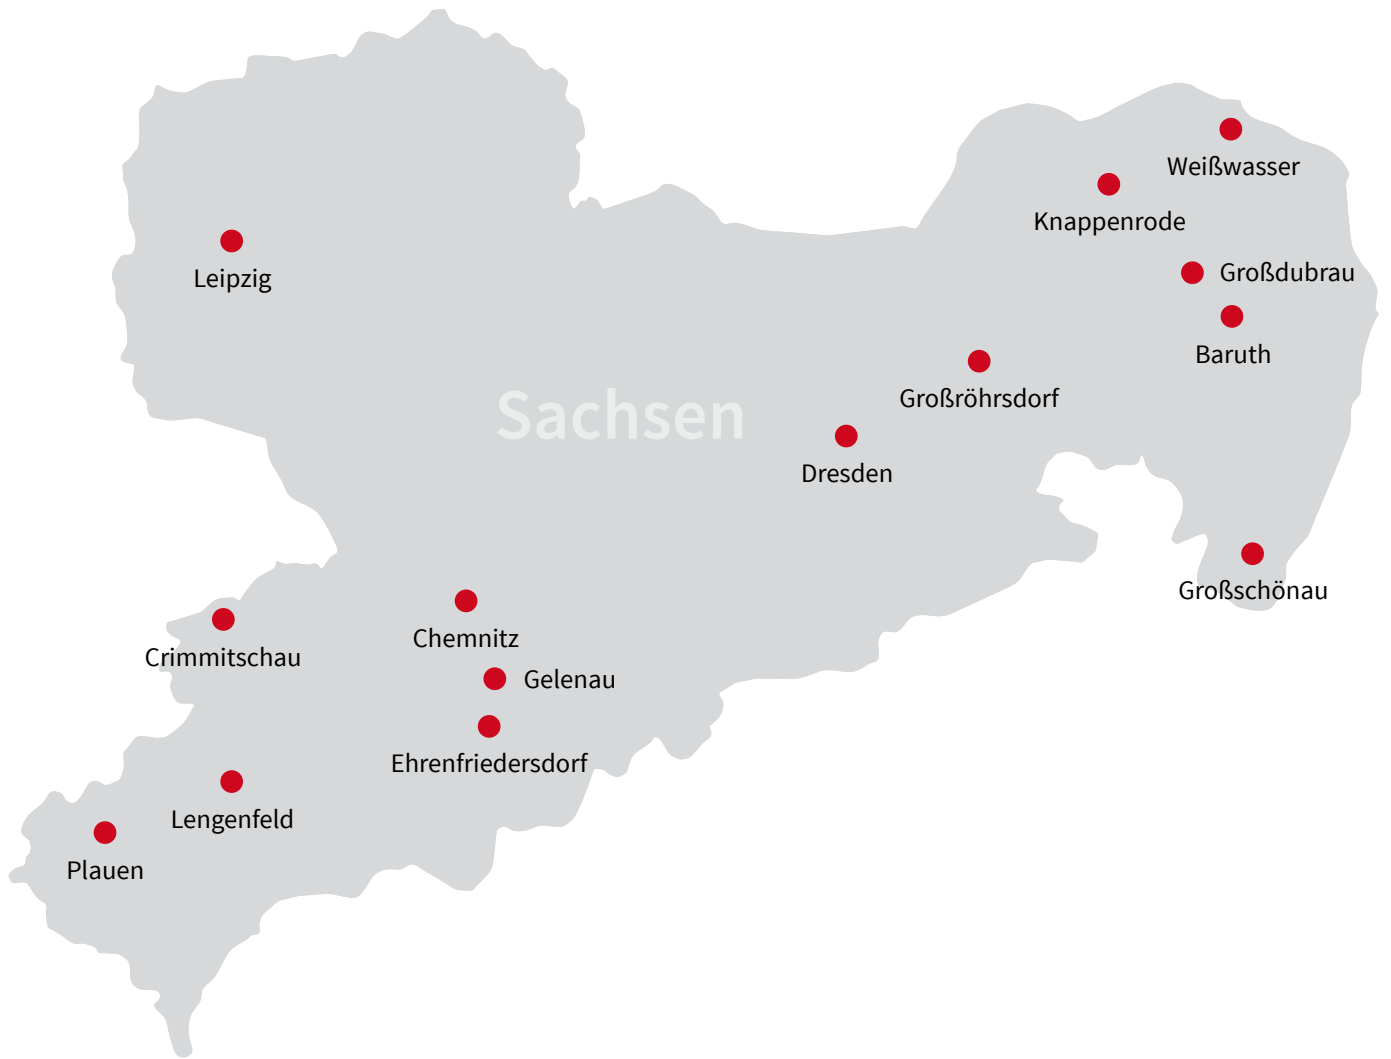 Weißwasser
Knappenrode
Großdubrau
Leipzig
Baruth
Großröhrsdorf
Sachsen
Dresden
Großschönau
Chemnitz
Crimmitschau
Gelenau
Ehrenfriedersdorf
Lengenfeld
Plauen